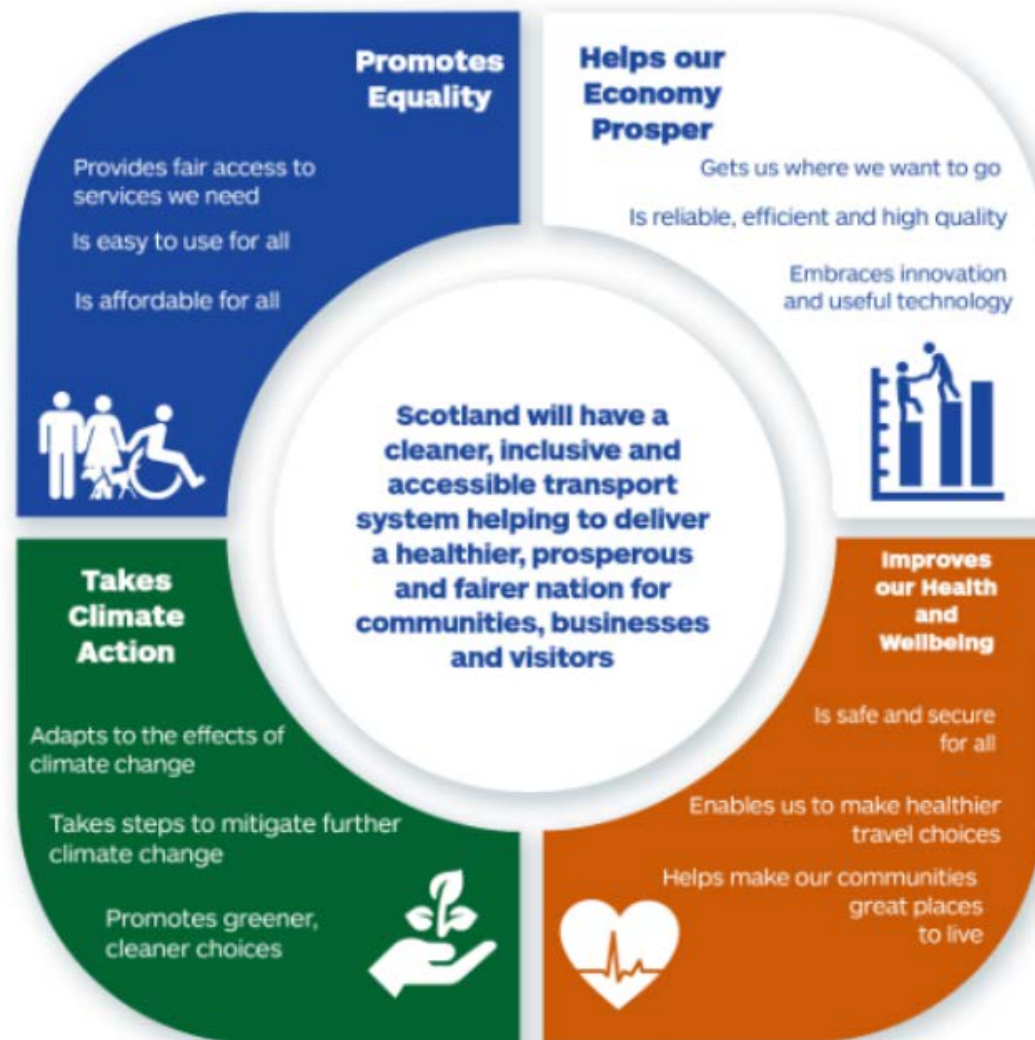 Promotes
Equality
Provides fair access to
services we need
Is easy to use for all
Is affordable for all
Helps our
Economy
Prosper
Gets us where we want to go
Is reliable, efficient and high quality
Embraces innovation
and useful technology
Scotland will have a
cleaner, inclusive and
accessible transport
system helping to deliver
a healthier, prosperous
and fairer nation for
communities, businesses
and visitors
Takes
Climate
Action
Adapts to the effects of
climate change
Takes steps to mitigate further
climate change
Promotes greener,
cleaner choices
Improves
our Health
and
Wellbeing
Is safe and secure
for all
Enables us to make healthier
travel choices
Helps make our communities
great places
to live